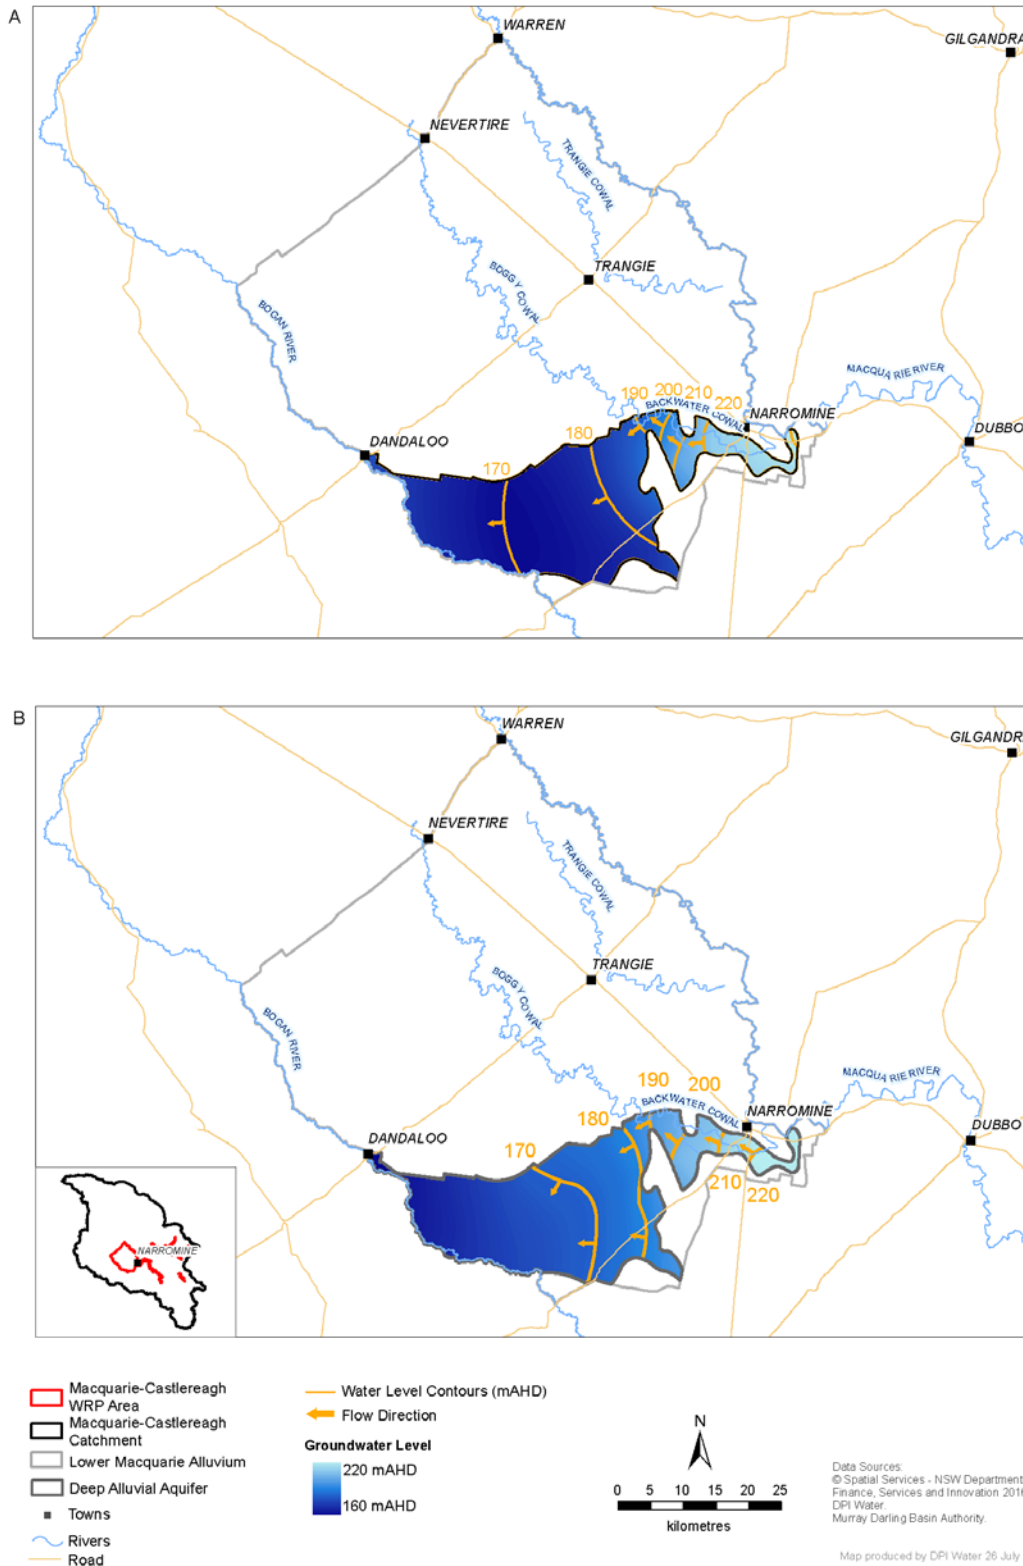 A
WARREN
GILGANDRA
NEVERTIRE
TRANGIE COWAL
TRANGIE
BOGGY COWAL
BOGAN RIVER
MACQUARIE RIVER
190 200 210 220
BACKWATER COWAL
NARROMINE
DUBBO
DANDALOO
180
170
B
WARREN
GILGANDR
NEVERTIRE
TRANGIE COWAL
TRANGIE
BOGGY COWAL
BOGAN RIVER
MACQUARIE RIVER
190 200
BACKWATER COWAL
NARROMINE
180
DUBBO
DANDALOO
170
210 220
NARROMINE
Macquarie-Castlereagh
WRP Area
Macquarie-Castlereagh
Catchment
Lower Macquarie Alluvium
Deep Alluvial Aquifer
Towns
Rivers
Road
Water Level Contours (mAHD)
Flow Direction
Groundwater Level
220 mAHD
160 mAHD
N
0 5 10 15 20 25
kilometres
Data Sources:
© Spatial Services - NSW Department
Finance, Services and Innovation 2016
DPI Water.
Murray Darling Basin Authority.
Map produced by DPI Water 26 July